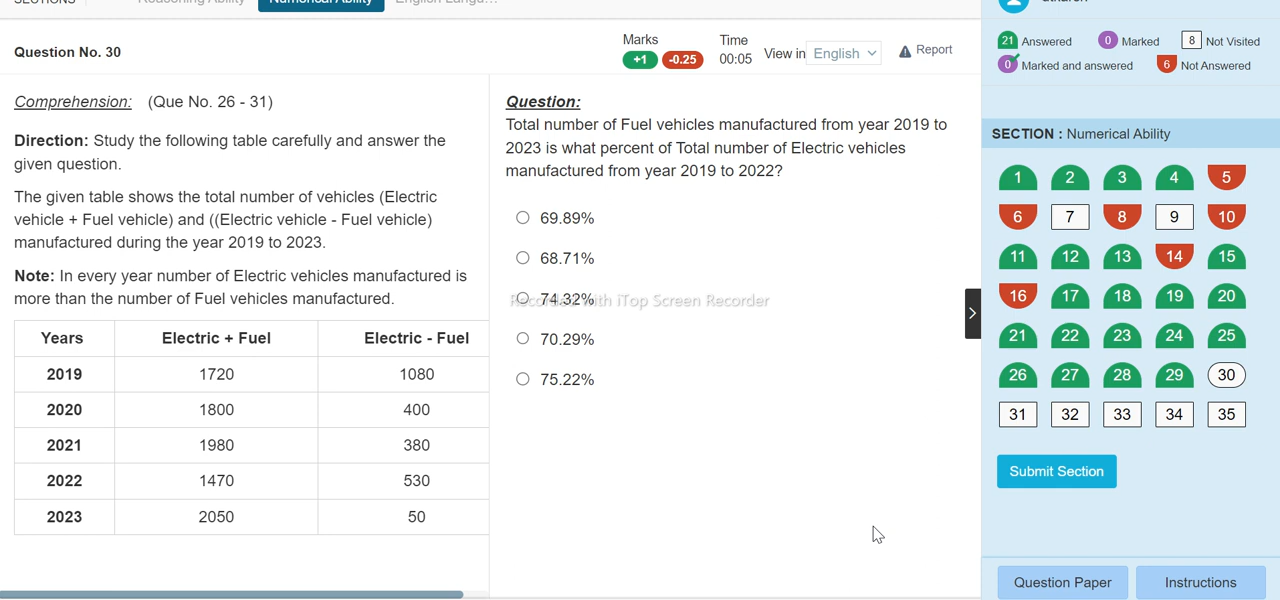 SECTIONS Reasoning Ability Numerical Ability English Langu...
Question No. 30
Marks
+1 -0.25
Time
00:05
View in English
Report
Comprehension: (Que No. 26 - 31)
Direction: Study the following table carefully and answer the
given question.
The given table shows the total number of vehicles (Electric
vehicle + Fuel vehicle) and ((Electric vehicle - Fuel vehicle)
manufactured during the year 2019 to 2023.
Note: In every year number of Electric vehicles manufactured is
more than the number of Fuel vehicles manufactured.
Years Electric + Fuel Electric - Fuel
2019 1720 1080
2020 1800 400
2021 1980 380
2022 1470 530
2023 2050 50
Question:
Total number of Fuel vehicles manufactured from year 2019 to
2023 is what percent of Total number of Electric vehicles
manufactured from year 2019 to 2022?
69.89%
68.71%
74.32%
70.29%
75.22%
Recorded with iTop Screen Recorder
21 Answered 0 Marked 8 Not Visited
0 Marked and answered 6 Not Answered
SECTION : Numerical Ability
1 2 3 4 5
6 7 8 9 10
11 12 13 14 15
16 17 18 19 20
21 22 23 24 25
26 27 28 29 30
31 32 33 34 35
Submit Section
Question Paper Instructions